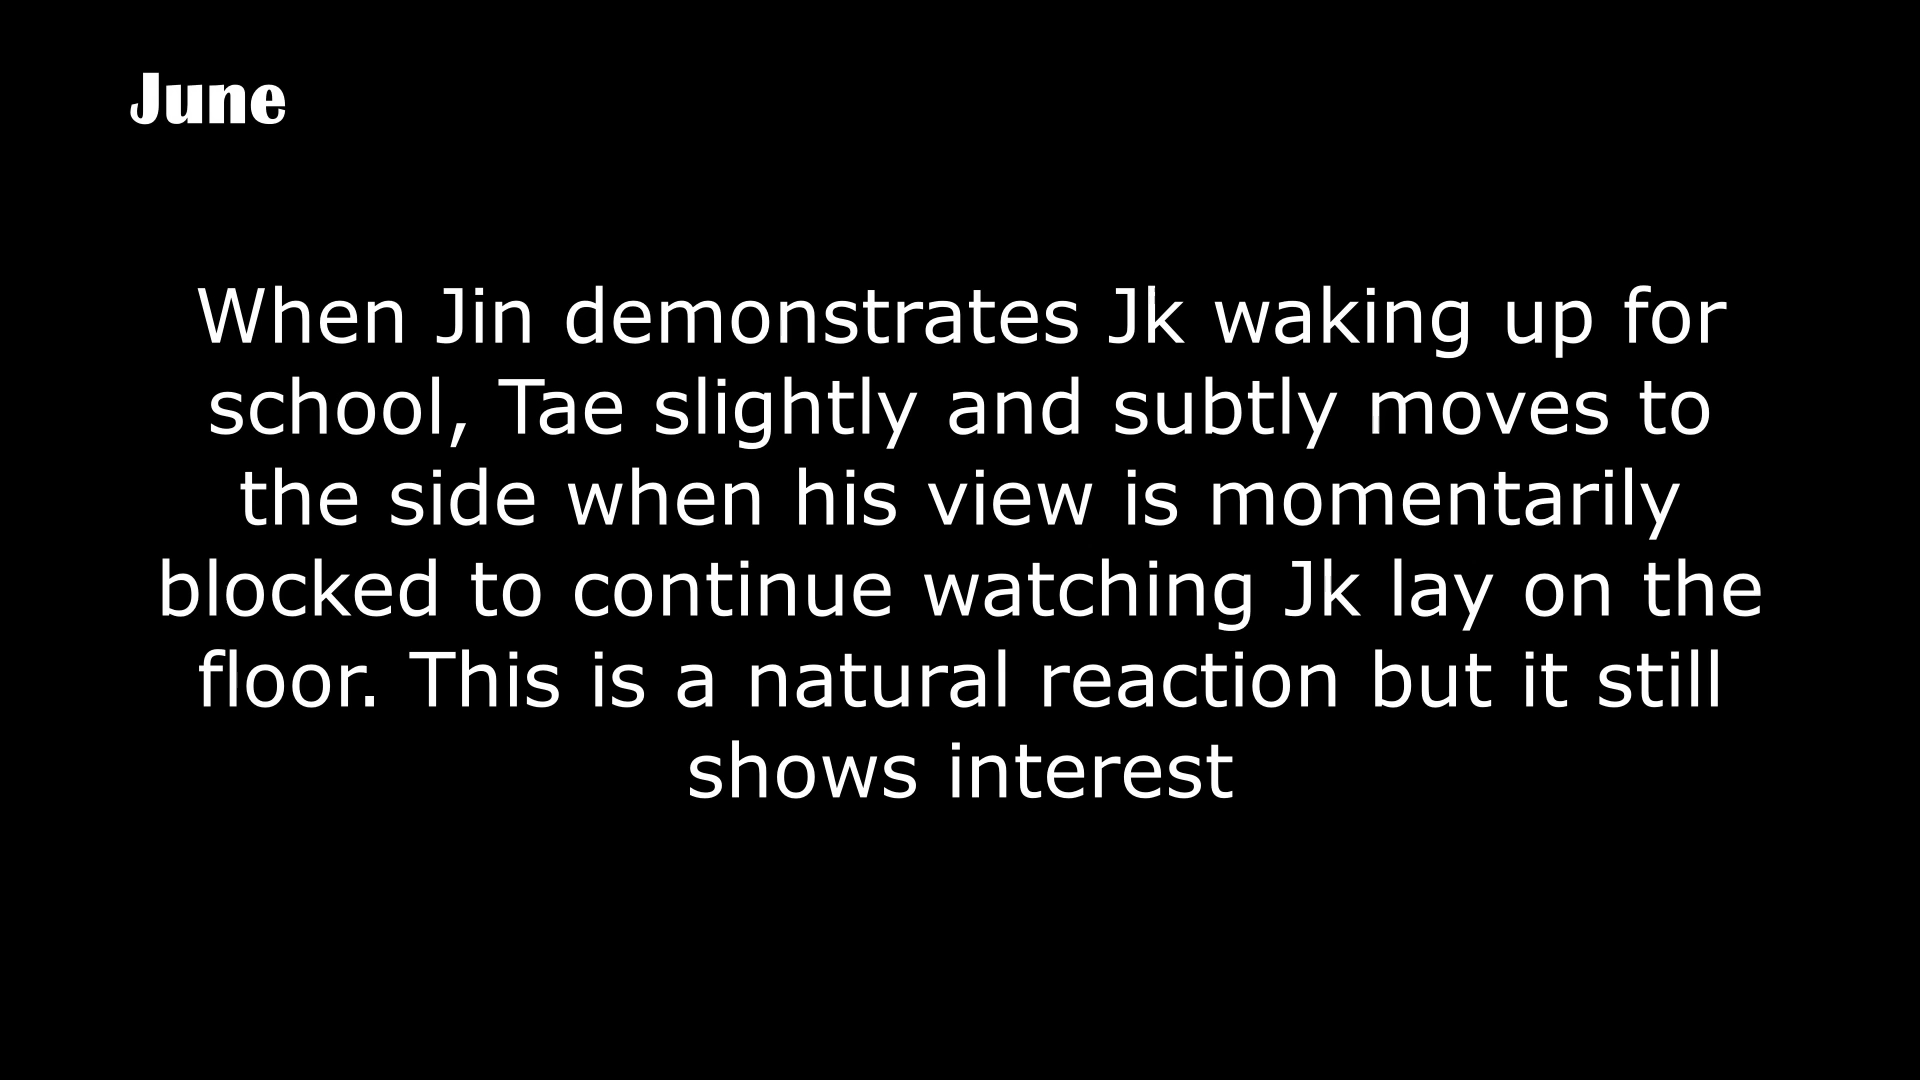 June
When Jin demonstrates Jk waking up for
school, Tae slightly and subtly moves to
the side when his view is momentarily
blocked to continue watching Jk lay on the
floor. This is a natural reaction but it still
shows interest